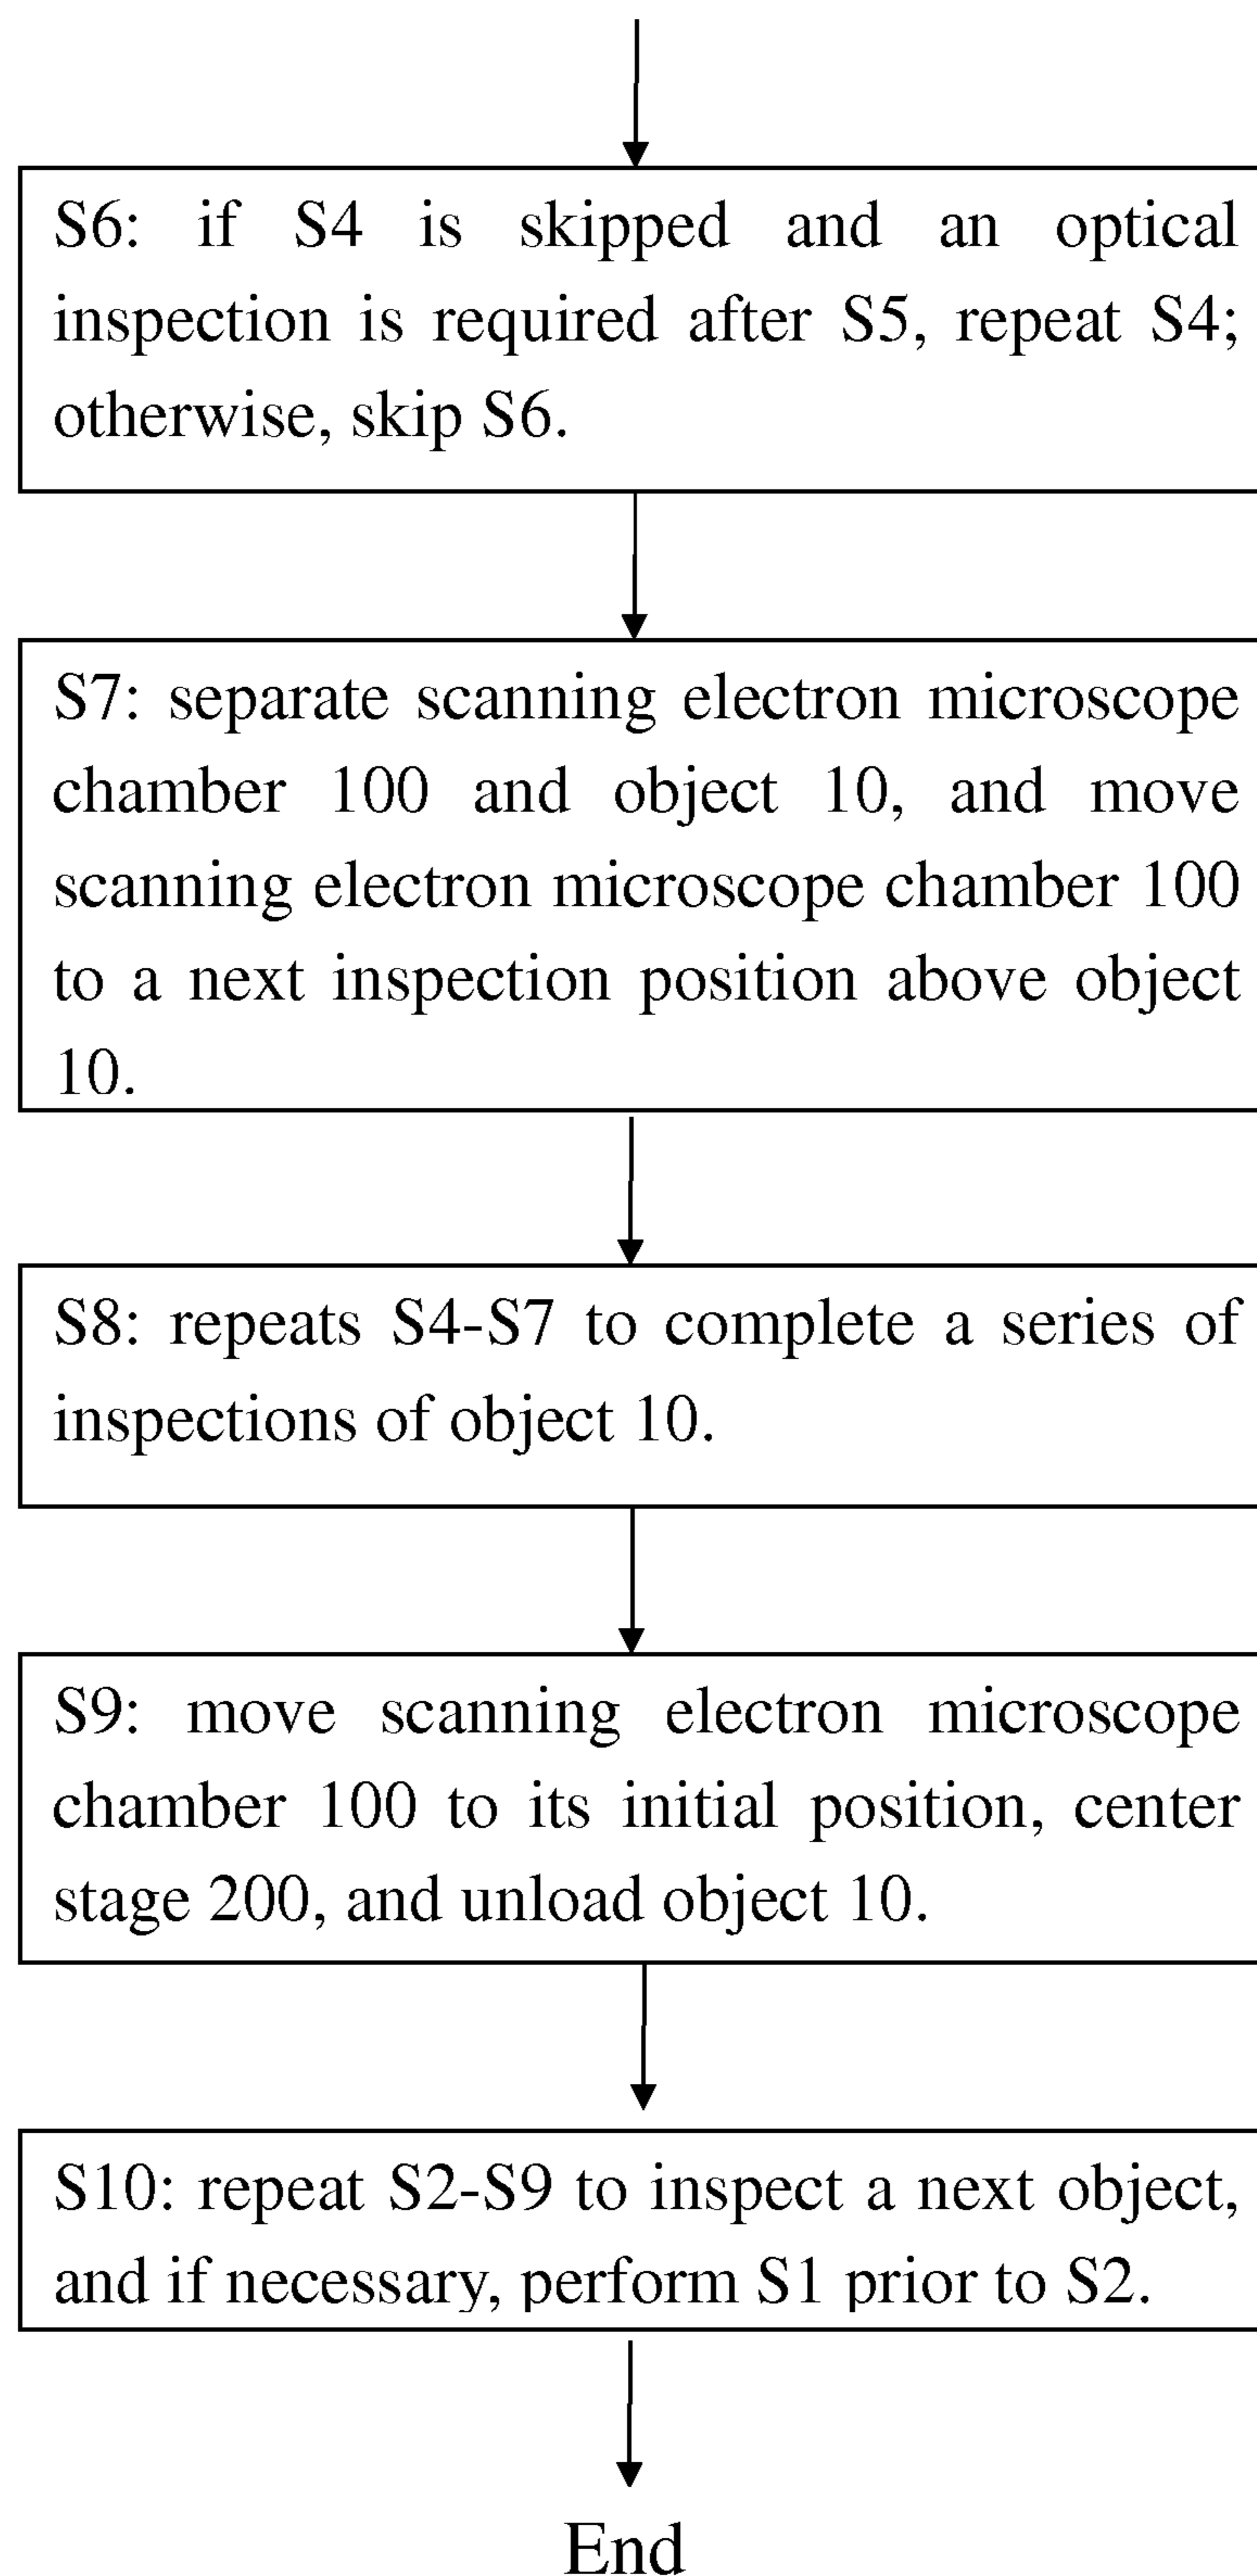 S6: if S4 is skipped and an optical
inspection is required after S5, repeat S4;
otherwise, skip S6.
S7: separate scanning electron microscope
chamber 100 and object 10, and move
scanning electron microscope chamber 100
to a next inspection position above object
10.
S8: repeats S4-S7 to complete a series of
inspections of object 10.
S9: move scanning electron microscope
chamber 100 to its initial position, center
stage 200, and unload object 10.
S10: repeat S2-S9 to inspect a next object,
and if necessary, perform S1 prior to S2.
End